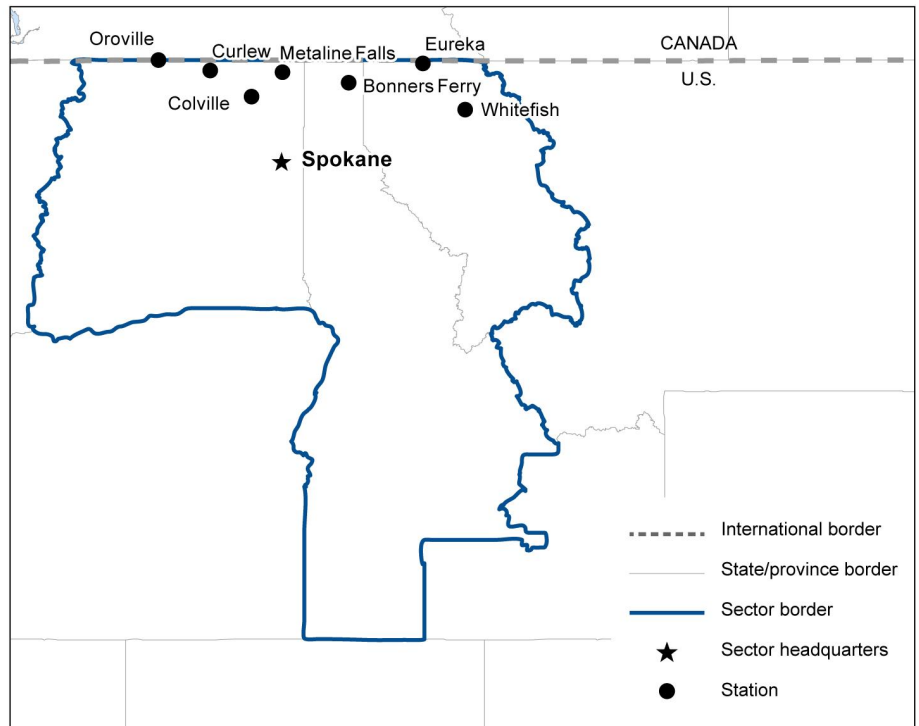 Oroville
Curlew
Metaline Falls
Eureka
CANADA
U.S.
Colville
Bonners Ferry
Whitefish
Spokane
International border
State/province border
Sector border
Sector headquarters
Station